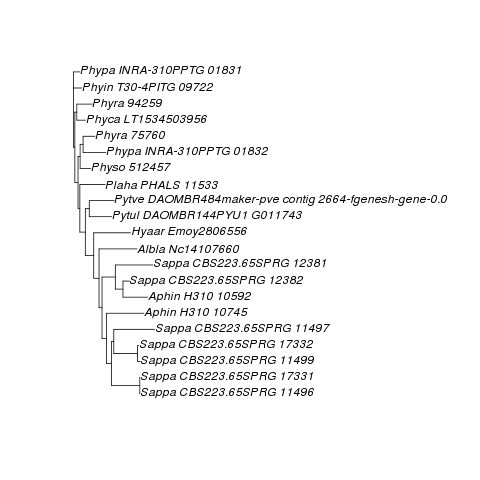 Phypa INRA-310PPTG 01831
Phyin T30-4PITG 09722
Phyra 94259
Phyca LT1534503956
Phyra 75760
Phypa INRA-310PPTG 01832
Physo 512457
Plaha PHALS 11533
Pytve DAOMBR484maker-pve contig 2664-fgenesh-gene-0.0
Pytul DAOMBR144PYU1 G011743
Hyaar Emoy2806556
Albla Nc14107660
Sappa CBS223.65SPRG 12381
Sappa CBS223.65SPRG 12382
Aphin H310 10592
Aphin H310 10745
Sappa CBS223.65SPRG 11497
Sappa CBS223.65SPRG 17332
Sappa CBS223.65SPRG 11499
Sappa CBS223.65SPRG 17331
Sappa CBS223.65SPRG 11496